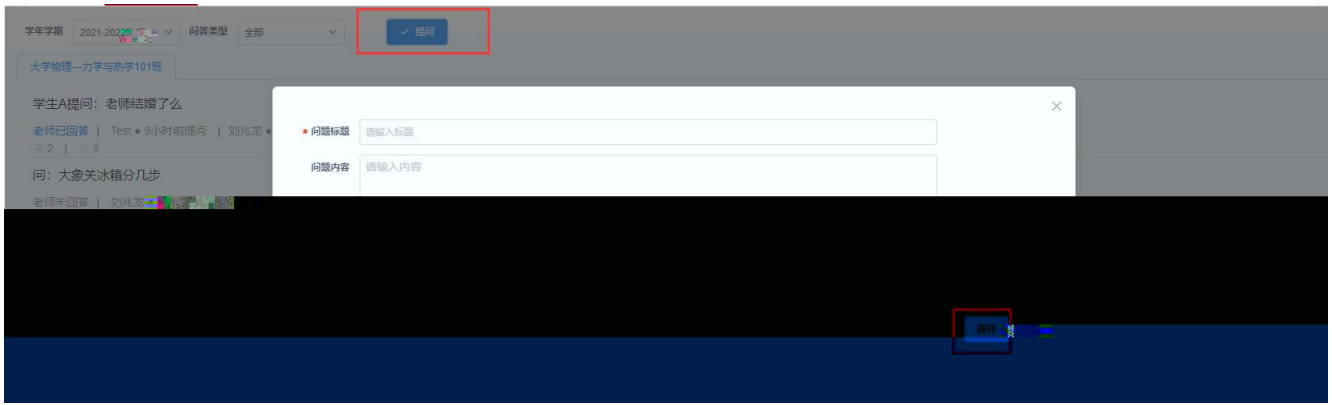 学年学期 2021-2022 问答类型 全部 提问
大学物理—力学与热学101班
学生A提问：老师结婚了么
老师已回答 | Test ● 9小时前提问 | 刘兆龙 ●
2 | 5
* 问题标题 请输入标题
问题内容 请输入内容
问：大象关冰箱分几步
老师未回答 | 刘兆龙